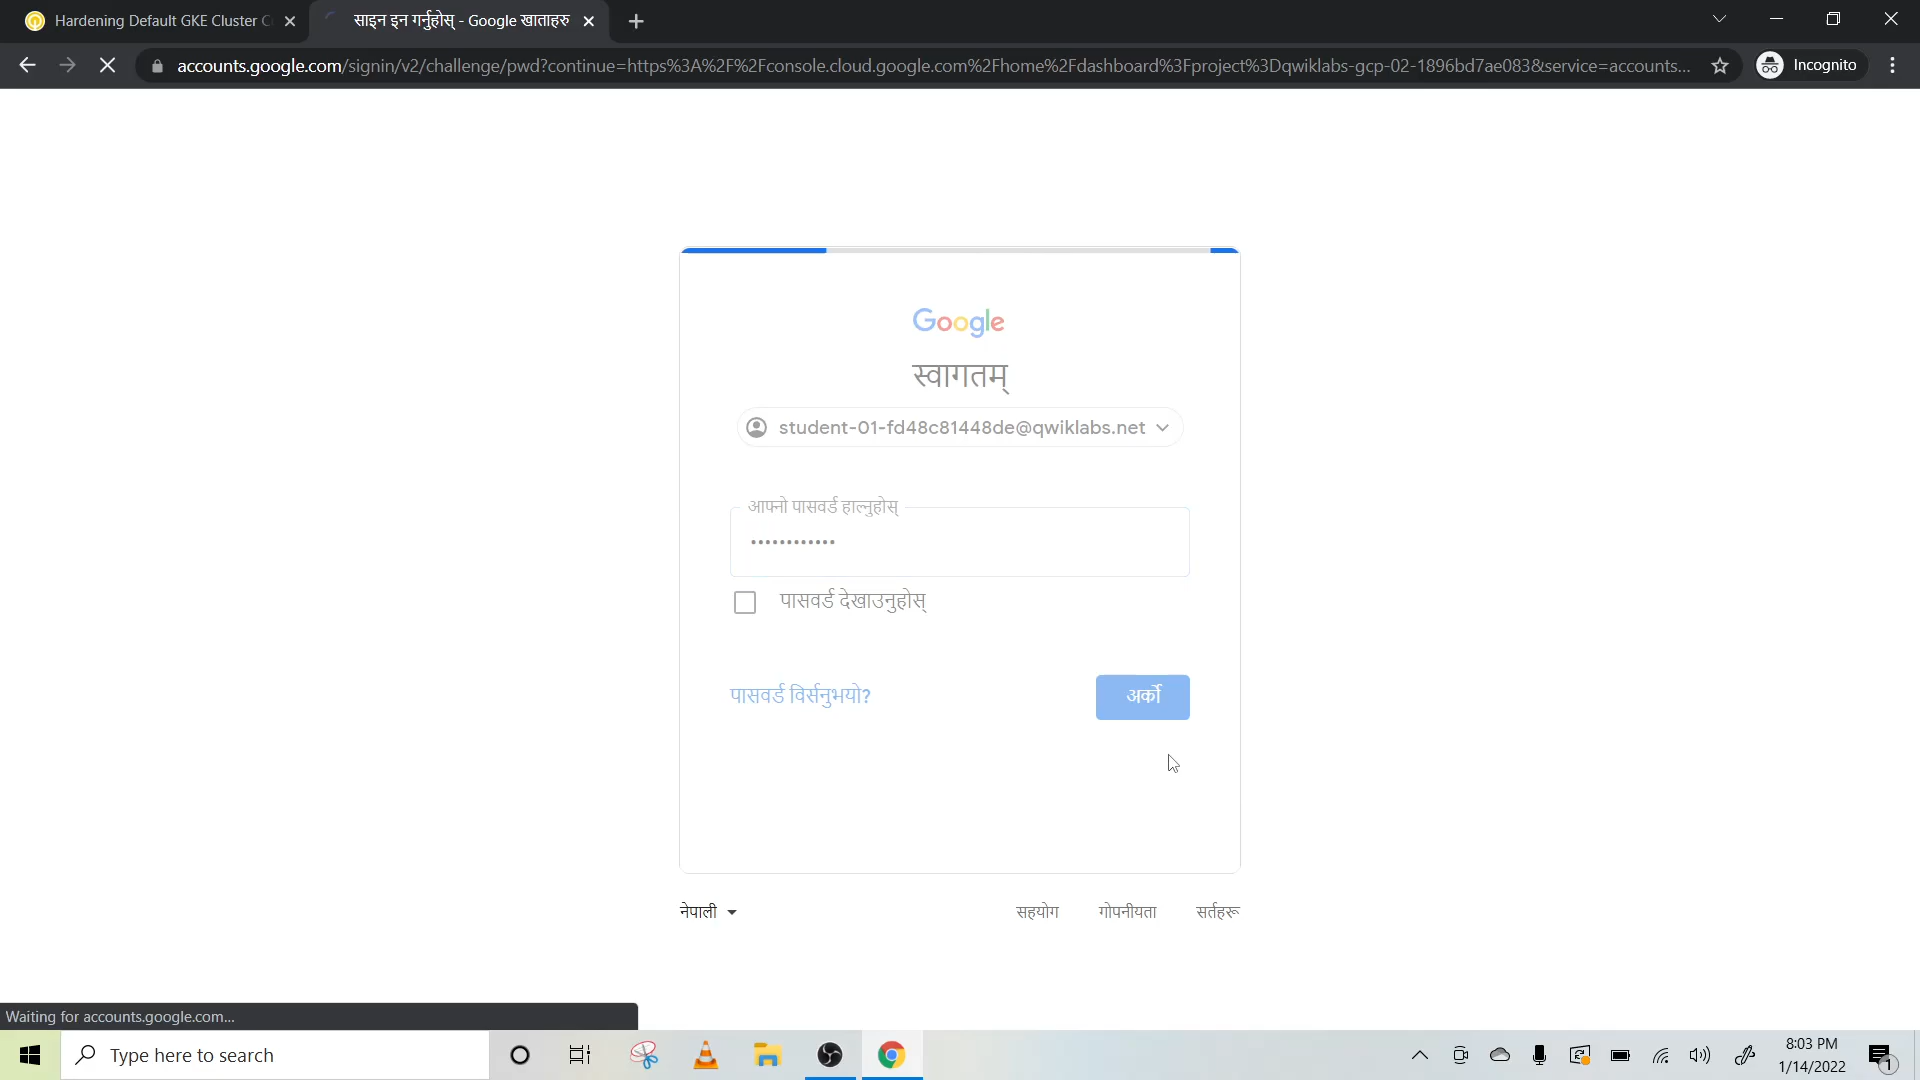 Hardening Default GKE Cluster C
साइन इन गर्नुहोस् - Google खाताहरु
accounts.google.com/signin/v2/challenge/pwd?continue=https%3A%2F%2Fconsole.cloud.google.com%2Fhome%2Fdashboard%3Fproject%3Dqwiklabs-gcp-02-1896bd7ae083&service=accounts...
Incognito
Google
स्वागतम्
student-01-fd48c81448de@qwiklabs.net
आफ्नो पासवर्ड हाल्नुहोस्
पासवर्ड देखाउनुहोस्
पासवर्ड विर्सनुभयो?
अर्को
नेपाली
सहयोग
गोपनीयता
सर्तहरू
Waiting for accounts.google.com...
Type here to search
8:03 PM
1/14/2022
1